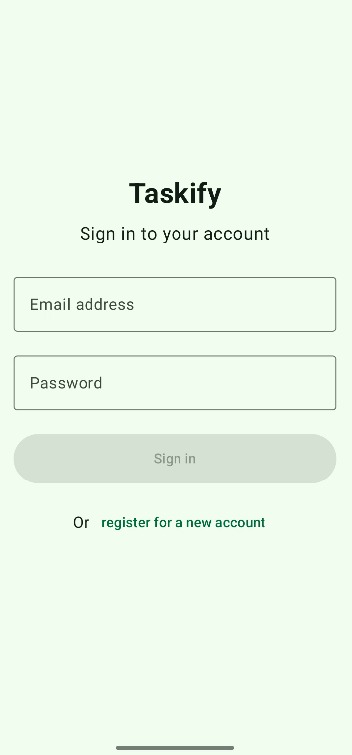 Taskify
Sign in to your account
Email address
Password
Sign in
Or register for a new account